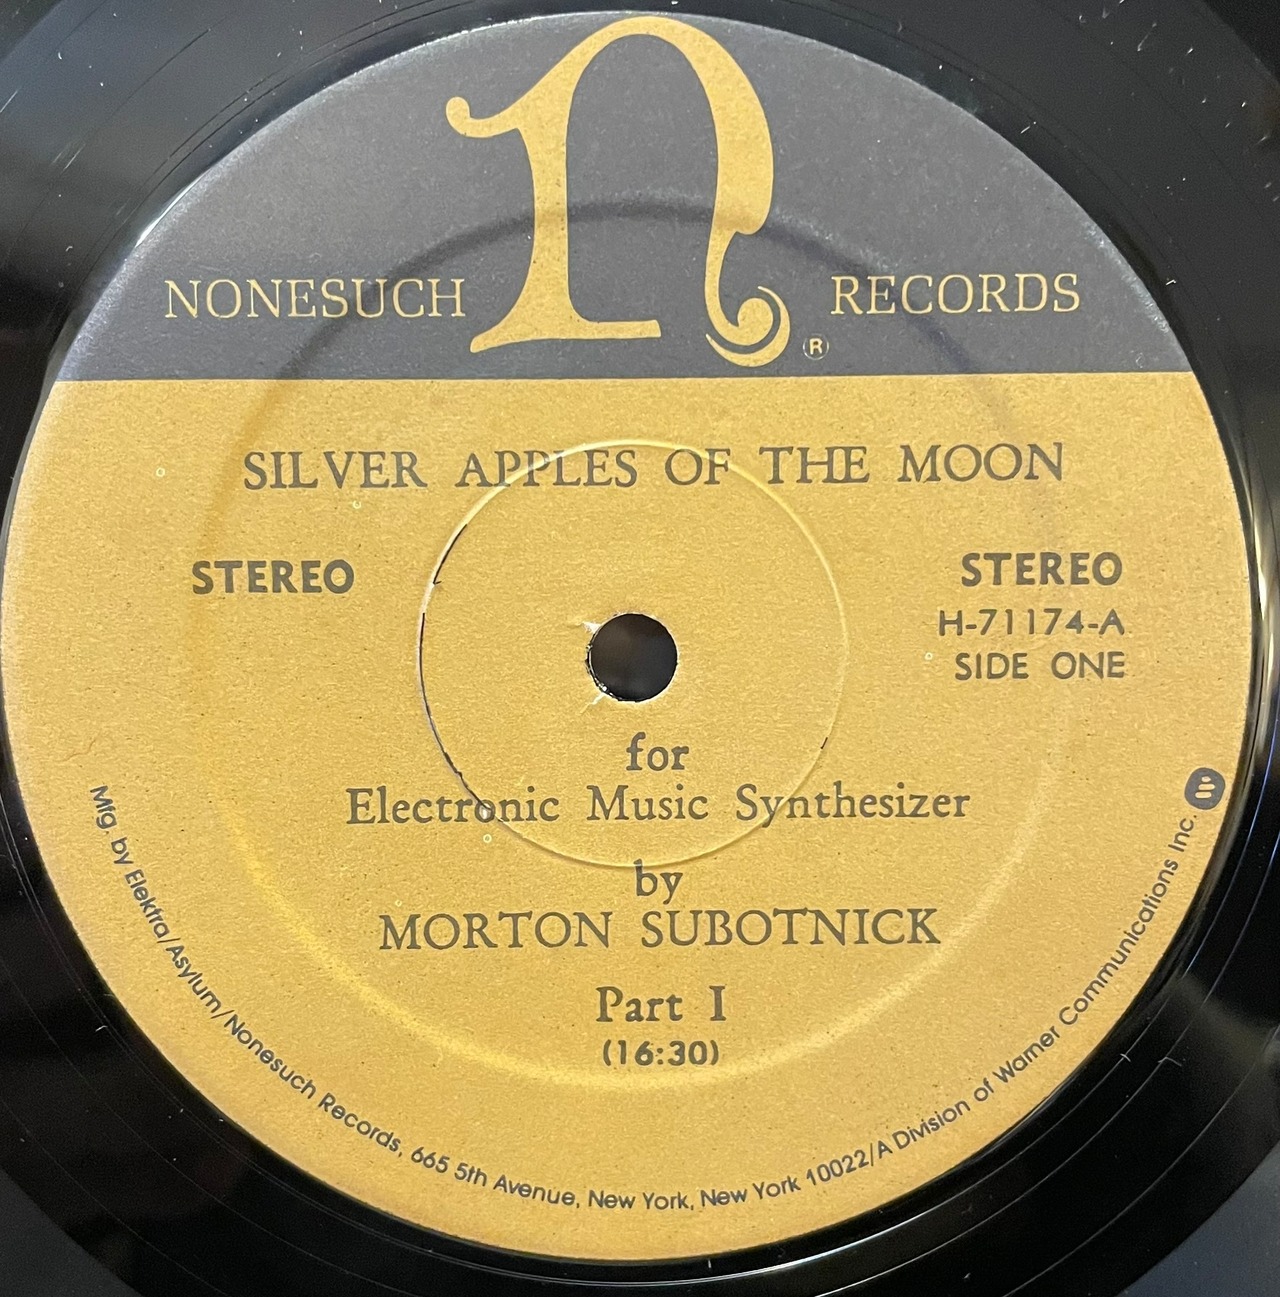 n
NONESUCH RECORDS ®
SILVER APPLES OF THE MOON
STEREO
STEREO
H-71174-A
SIDE ONE
for
Electronic Music Synthesizer
by
MORTON SUBOTNICK
Part I
(16:30)
Mfg. by Elektra/Asylum/Nonesuch Records, 665 5th Avenue, New York, New York 10022/A Division of Warner Communications Inc.